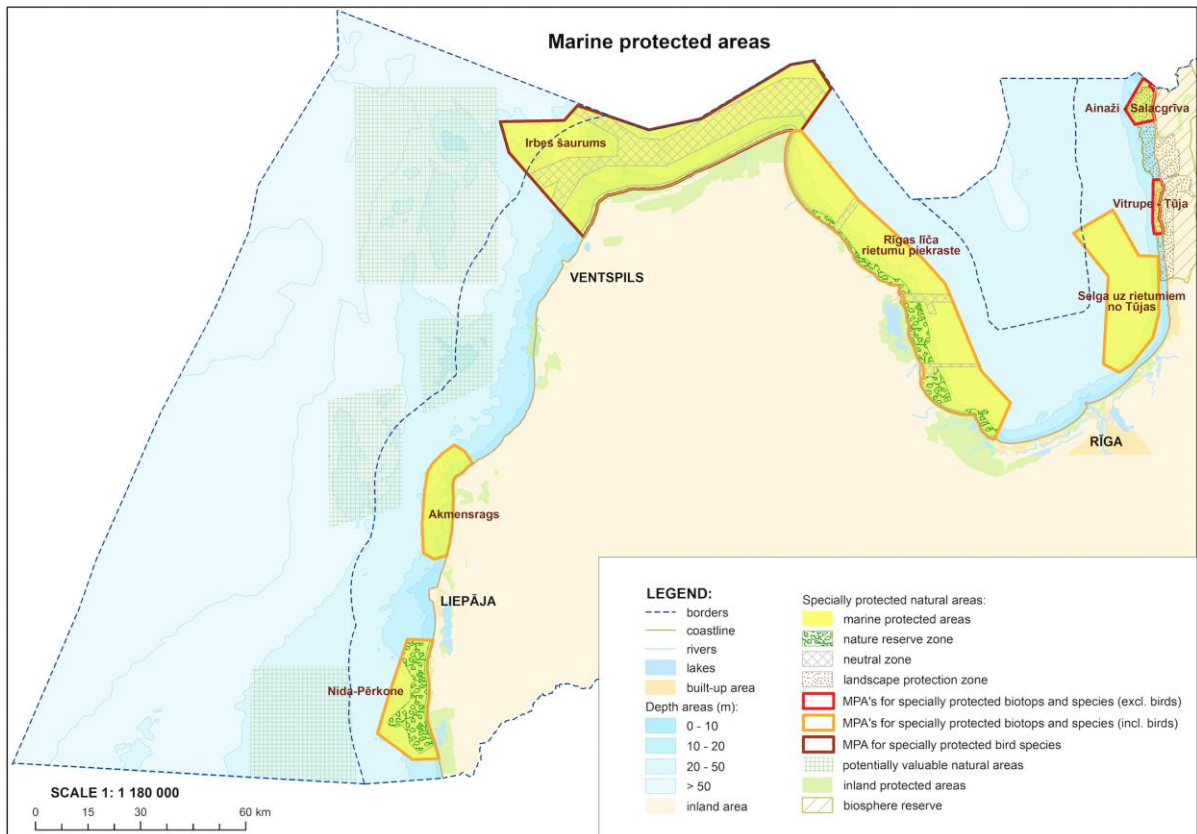 Marine protected areas
Ainaži
Salacgrīva
Irbes šaurums
Vitrupe - Tūja
Rīgas līča
rietumu piekraste
VENTSPILS
Selga uz rietumiem
no Tūjas
RĪGA
Akmensrags
LIEPĀJA
Nida-Pērkone
SCALE 1: 1 180 000
0 15 30 60 km
LEGEND:
borders
coastline
rivers
lakes
built-up area
Depth areas (m):
0 - 10
10 - 20
20 - 50
> 50
inland area
Specially protected natural areas:
marine protected areas
nature reserve zone
neutral zone
landscape protection zone
MPA's for specially protected biotops and species (excl. birds)
MPA's for specially protected biotops and species (incl. birds)
MPA for specially protected bird species
potentially valuable natural areas
inland protected areas
biosphere reserve